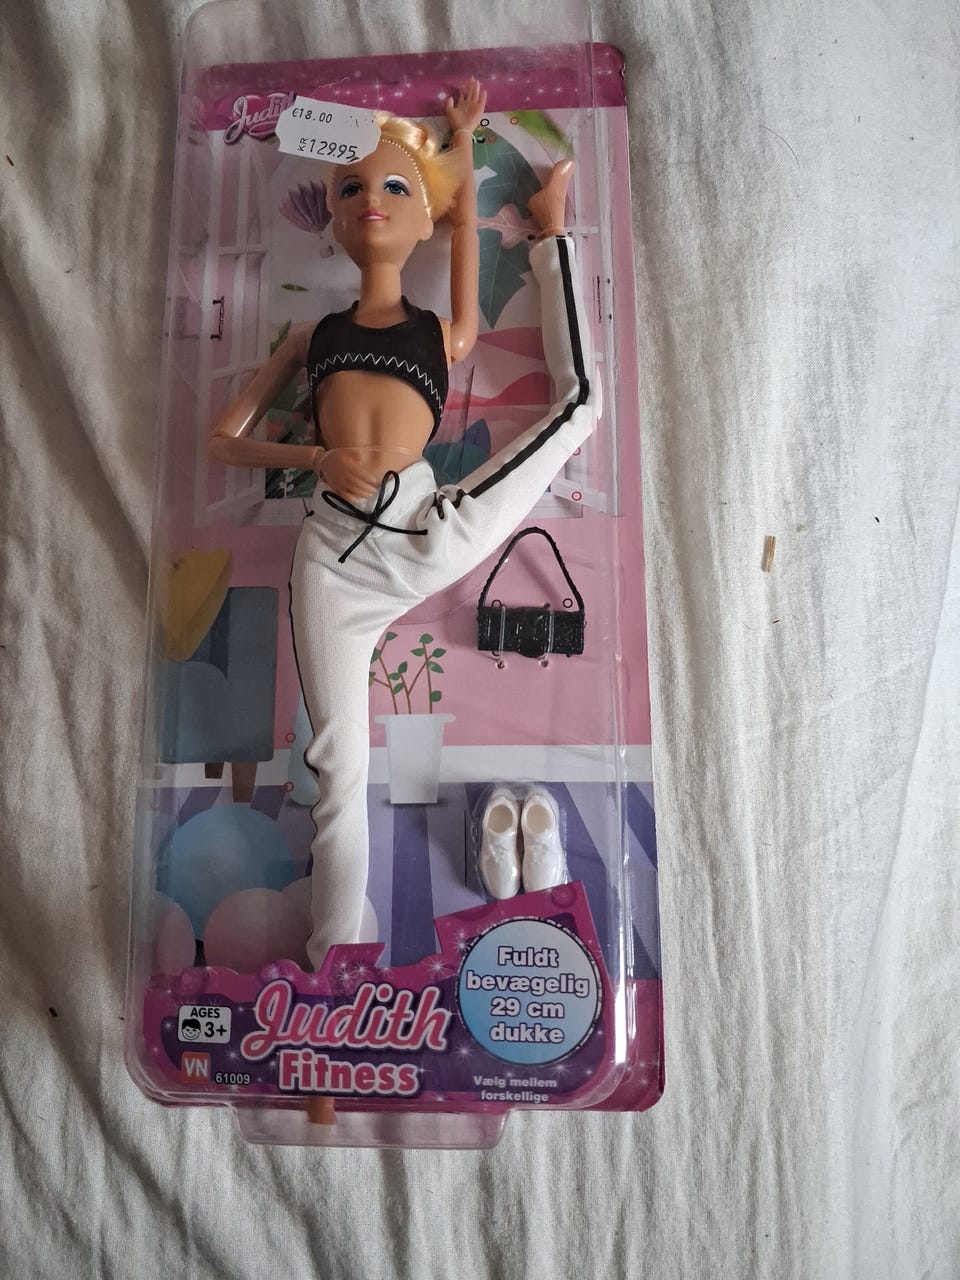 Judith
€18.00
KR 129.95
Fuldt
bevægelig
29 cm
dukke
AGES
3+
Judith
Fitness
VN
61009
Vælg mellem
forskellige